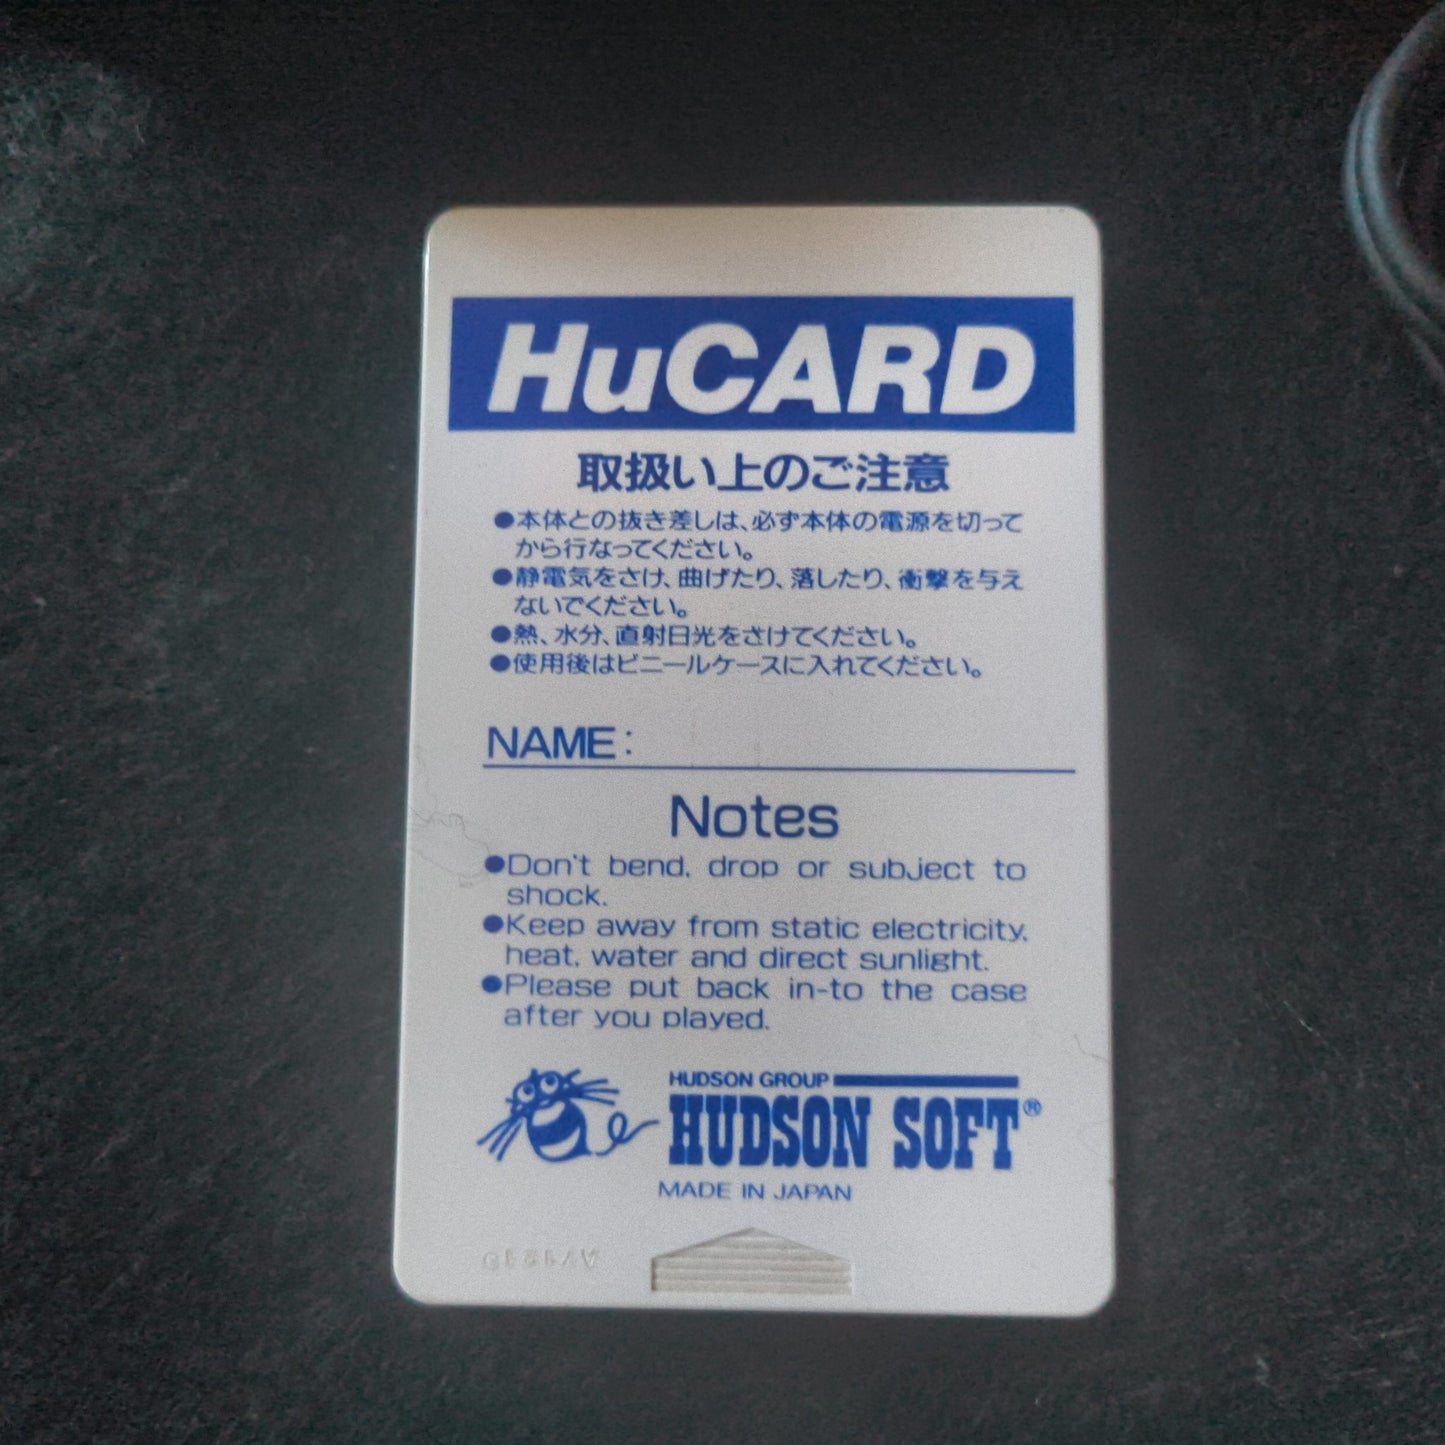 HuCARD
取扱い上のご注意
●本体との抜き差しは、必ず本体の電源を切って
から行なってください。
●静電気をさけ、曲げたり、落したり、衝撃を与え
ないでください。
●熱、水分、直射日光をさけてください。
●使用後はビニールケースに入れてください。
NAME:
Notes
●Don't bend, drop or subject to
shock.
●Keep away from static electricity,
heat, water and direct sunlight.
●Please put back in-to the case
after you played.
HUDSON GROUP
HUDSON SOFT®
MADE IN JAPAN